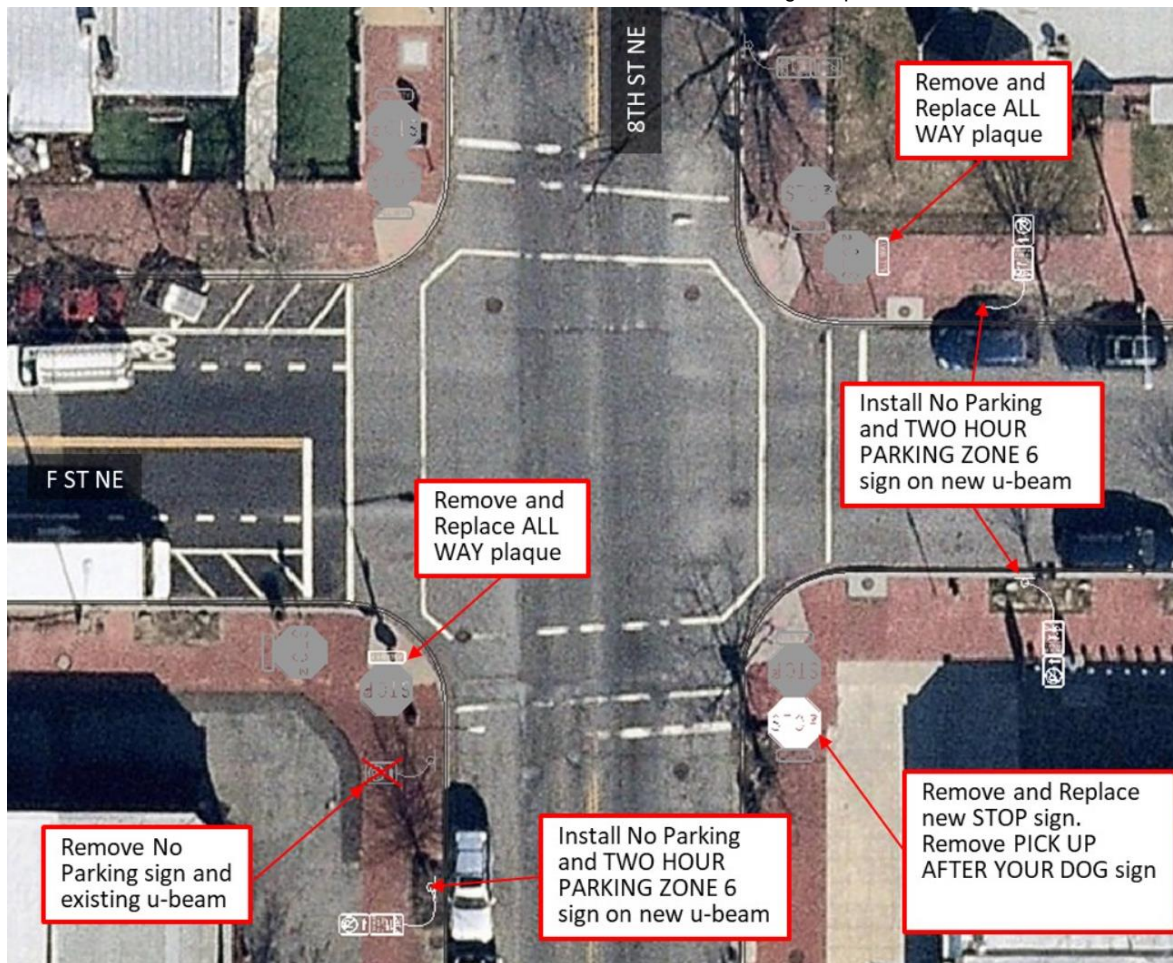 8TH ST NE
Remove and
Replace ALL
WAY plaque
Install No Parking
and TWO HOUR
PARKING ZONE 6
sign on new u-beam
F ST NE
Remove and
Replace ALL
WAY plaque
STOP
STOP
Remove No
Parking sign and
existing u-beam
Install No Parking
and TWO HOUR
PARKING ZONE 6
sign on new u-beam
Remove and Replace
new STOP sign.
Remove PICK UP
AFTER YOUR DOG sign